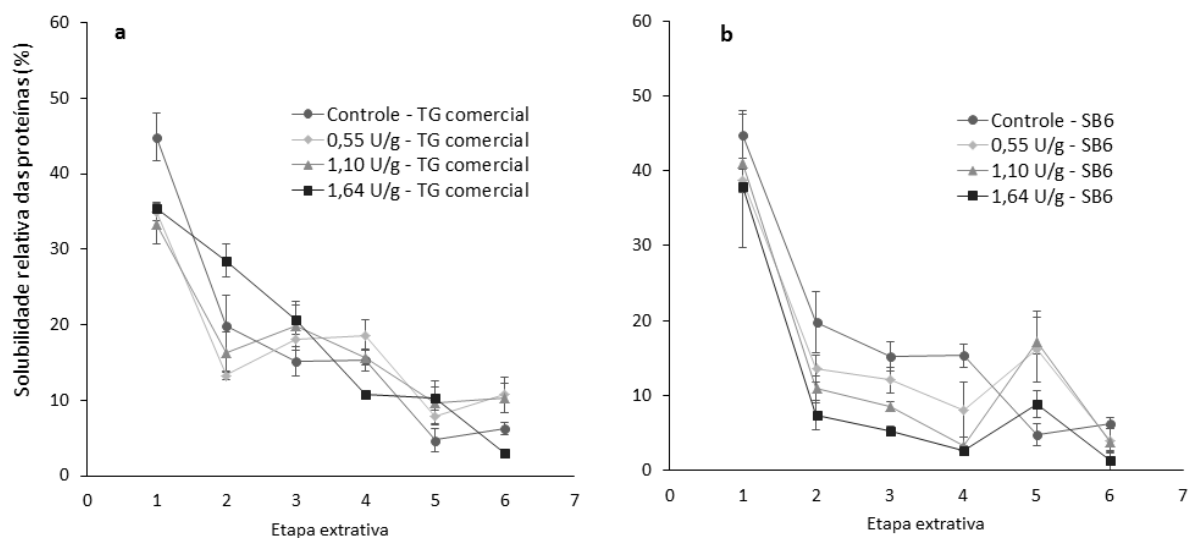 a
Solubilidade relativa das proteínas (%)
60
50
40
30
20
10
0
0 1 2 3 4 5 6 7
Etapa extrativa
Controle - TG comercial
0,55 U/g - TG comercial
1,10 U/g - TG comercial
1,64 U/g - TG comercial
b
60
50
40
30
20
10
0
0 1 2 3 4 5 6 7
Etapa extrativa
Controle - SB6
0,55 U/g - SB6
1,10 U/g - SB6
1,64 U/g - SB6